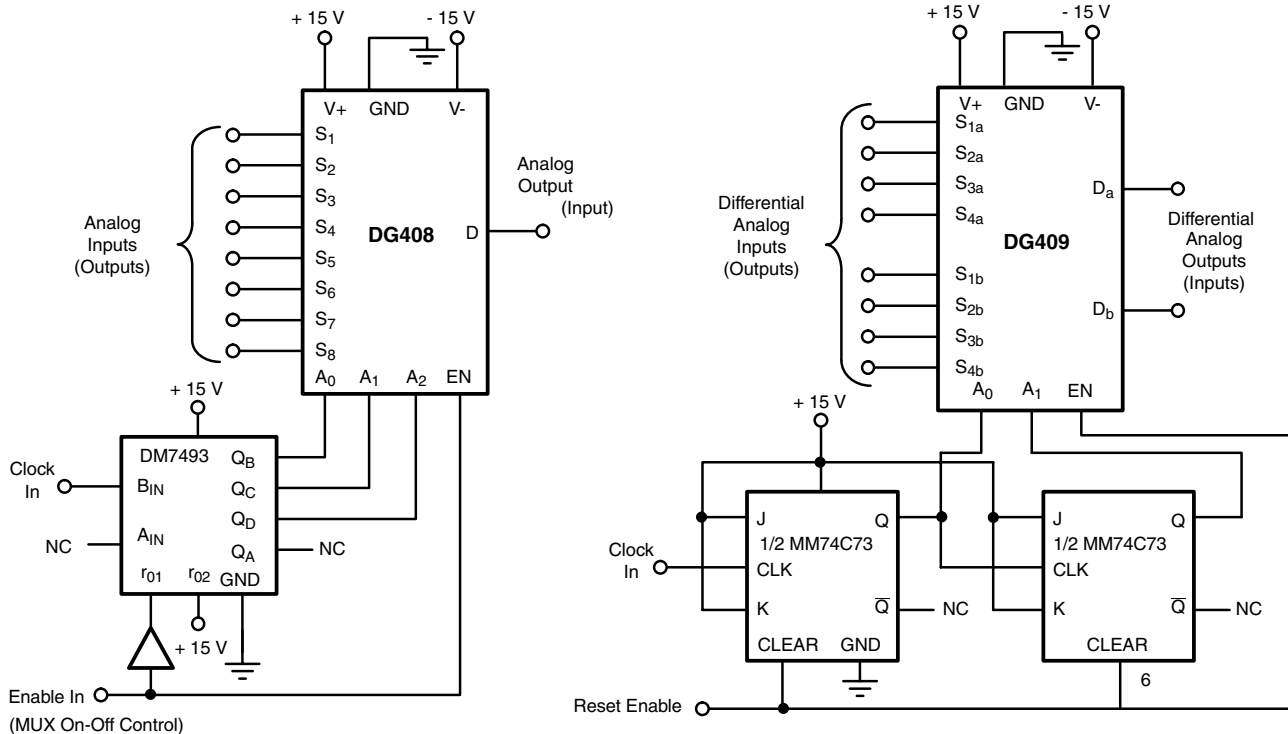 + 15 V
- 15 V
V+
GND
V-
S1
S2
S3
S4
S5
S6
S7
S8
Analog
Inputs
(Outputs)
DG408
D
Analog
Output
(Input)
A0
A1
A2
EN
+ 15 V
DM7493
Clock
In
BIN
NC
AIN
QB
QC
QD
QA
NC
r01
r02
GND
+ 15 V
Enable In
(MUX On-Off Control)
+ 15 V
- 15 V
V+
GND
V-
S1a
S2a
S3a
S4a
S1b
S2b
S3b
S4b
Differential
Analog
Inputs
(Outputs)
DG409
Da
Db
Differential
Analog
Outputs
(Inputs)
A0
A1
EN
+ 15 V
J
Q
1/2 MM74C73
Clock
In
CLK
K
Q̅
NC
CLEAR
GND
J
Q
1/2 MM74C73
CLK
K
Q̅
NC
CLEAR
6
Reset Enable